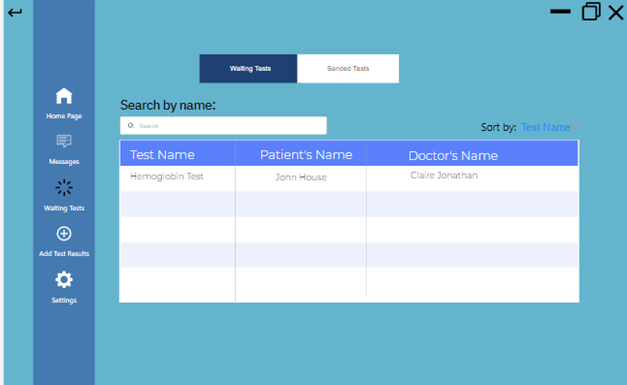 Waiting Tests
Sended Tests
Search by name:
Search
Sort by: Test Name
Home Page
Messages
Waiting Tests
Add Test Results
Settings
Test Name Patient's Name Doctor's Name
Hemoglobin Test John House Claire Jonathan